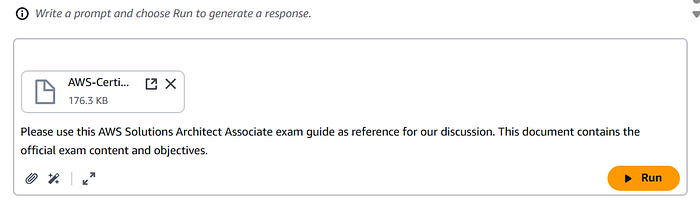 Write a prompt and choose Run to generate a response.
AWS-Certi...
176.3 KB
Please use this AWS Solutions Architect Associate exam guide as reference for our discussion. This document contains the
official exam content and objectives.
Run